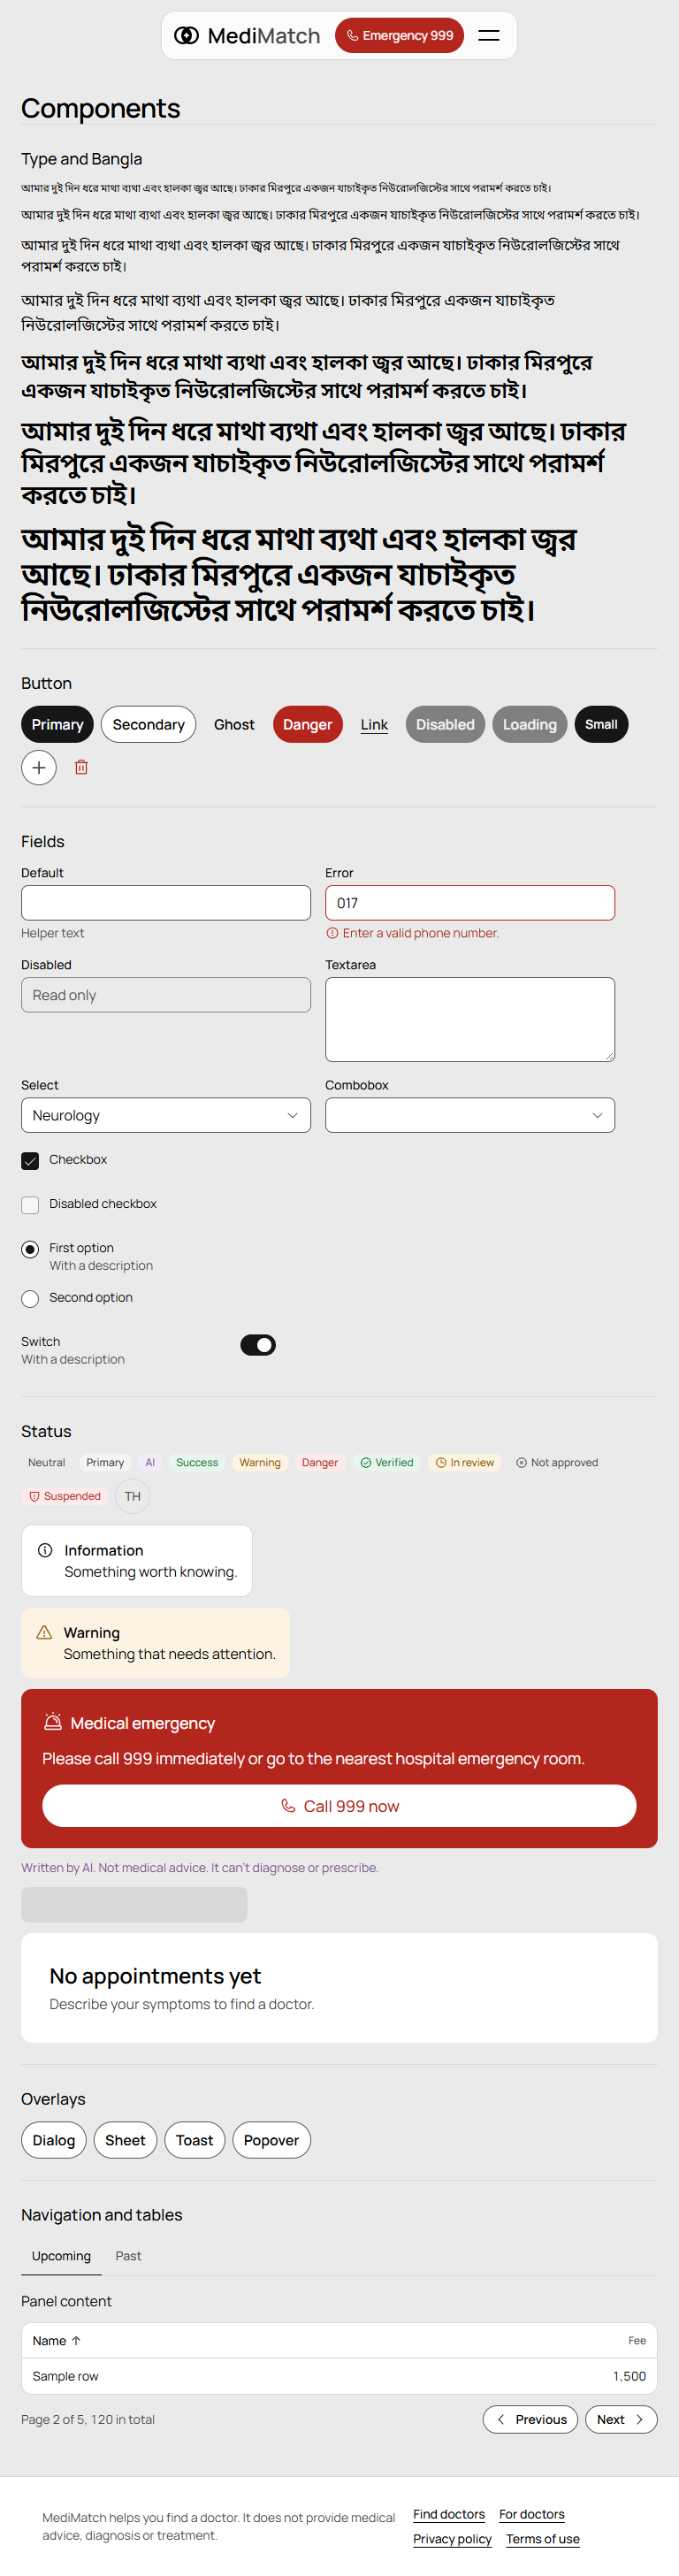 MediMatch
Emergency 999
Components
Type and Bangla
আমার দুই দিন ধরে মাথা ব্যথা এবং হালকা জ্বর আছে। ঢাকার মিরপুরে একজন যাচাইকৃত নিউরোলজিস্টের সাথে পরামর্শ করতে চাই।
আমার দুই দিন ধরে মাথা ব্যথা এবং হালকা জ্বর আছে। ঢাকার মিরপুরে একজন যাচাইকৃত নিউরোলজিস্টের সাথে পরামর্শ করতে চাই।
আমার দুই দিন ধরে মাথা ব্যথা এবং হালকা জ্বর আছে। ঢাকার মিরপুরে একজন যাচাইকৃত নিউরোলজিস্টের সাথে
পরামর্শ করতে চাই।
আমার দুই দিন ধরে মাথা ব্যথা এবং হালকা জ্বর আছে। ঢাকার মিরপুরে একজন যাচাইকৃত
নিউরোলজিস্টের সাথে পরামর্শ করতে চাই।
আমার দুই দিন ধরে মাথা ব্যথা এবং হালকা জ্বর আছে। ঢাকার মিরপুরে
একজন যাচাইকৃত নিউরোলজিস্টের সাথে পরামর্শ করতে চাই।
আমার দুই দিন ধরে মাথা ব্যথা এবং হালকা জ্বর আছে। ঢাকার
মিরপুরে একজন যাচাইকৃত নিউরোলজিস্টের সাথে পরামর্শ
করতে চাই।
আমার দুই দিন ধরে মাথা ব্যথা এবং হালকা জ্বর
আছে। ঢাকার মিরপুরে একজন যাচাইকৃত
নিউরোলজিস্টের সাথে পরামর্শ করতে চাই।
Button
Primary Secondary Ghost Danger Link Disabled Loading Small
Fields
Default Error
017
Helper text Enter a valid phone number.
Disabled Textarea
Read only
Select Combobox
Neurology
Checkbox
Disabled checkbox
First option
With a description
Second option
Switch
With a description
Status
Neutral Primary AI Success Warning Danger Verified In review Not approved
Suspended TH
Information
Something worth knowing.
Warning
Something that needs attention.
Medical emergency
Please call 999 immediately or go to the nearest hospital emergency room.
Call 999 now
Written by AI. Not medical advice. It can't diagnose or prescribe.
No appointments yet
Describe your symptoms to find a doctor.
Overlays
Dialog Sheet Toast Popover
Navigation and tables
Upcoming Past
Panel content
Name ↑ Fee
Sample row 1,500
Page 2 of 5, 120 in total Previous Next
MediMatch helps you find a doctor. It does not provide medical
advice, diagnosis or treatment.
Find doctors For doctors
Privacy policy Terms of use